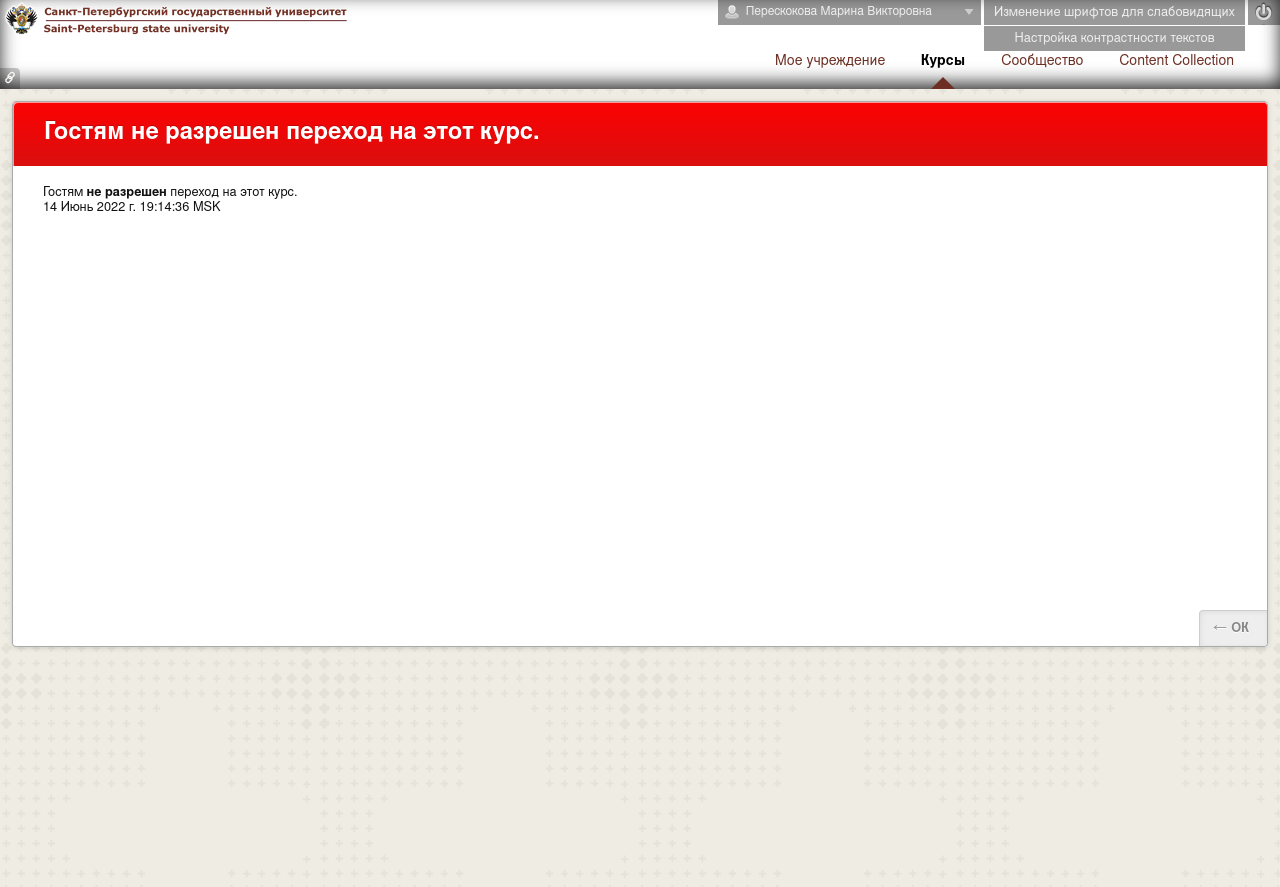 Санкт-Петербургский государственный университет
Saint-Petersburg state university
Перескокова Марина Викторовна
Изменение шрифтов для слабовидящих
Настройка контрастности текстов
Мое учреждение
Курсы
Сообщество
Content Collection
Гостям не разрешен переход на этот курс.
Гостям не разрешен переход на этот курс.
14 Июнь 2022 г. 19:14:36 MSK
← ОК